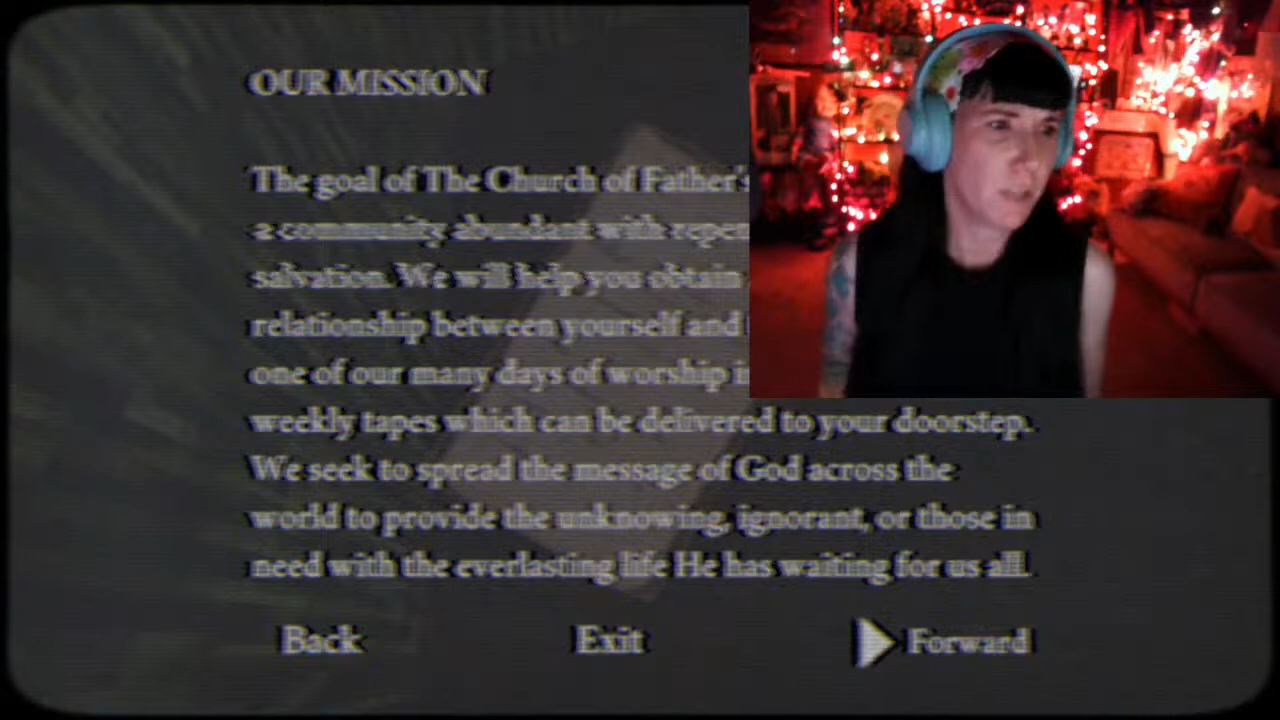 OUR MISSION
The goal of The Church of Father's
a community abundant with
salvation. We will help you obtain
relationship between yourself and
one of our many days of worship
weekly tapes which can be delivered to your doorstep.
We seek to spread the message of God across the
world to provide the unknowing, ignorant, or those in
need with the everlasting life He has waiting for us all.
Back Exit Forward